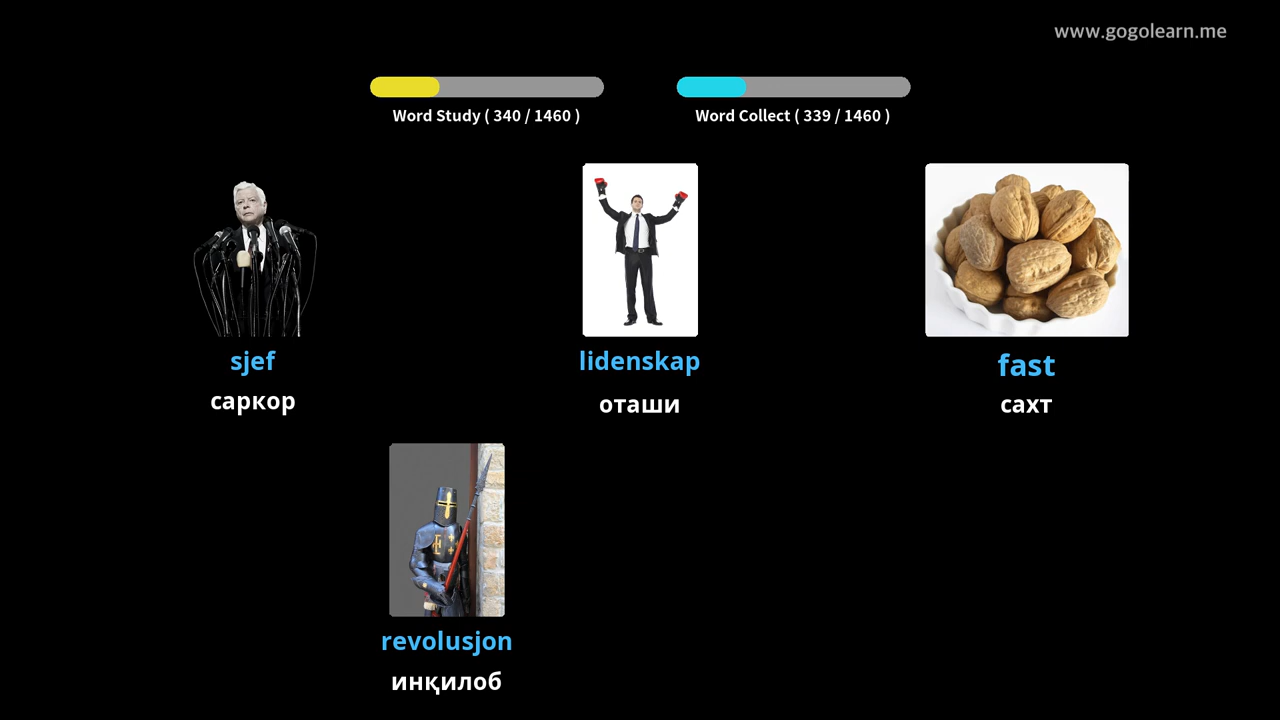 www.gogolearn.me
Word Study ( 340 / 1460 )
Word Collect ( 339 / 1460 )
sjef
саркор
lidenskap
оташи
fast
сахт
revolusjon
инқилоб